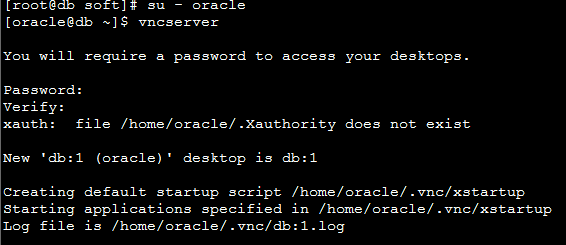 [root@db soft]# su - oracle
[oracle@db ~]$ vncserver
You will require a password to access your desktops.
Password:
Verify:
xauth:  file /home/oracle/.Xauthority does not exist
New 'db:1 (oracle)' desktop is db:1
Creating default startup script /home/oracle/.vnc/xstartup
Starting applications specified in /home/oracle/.vnc/xstartup
Log file is /home/oracle/.vnc/db:1.log